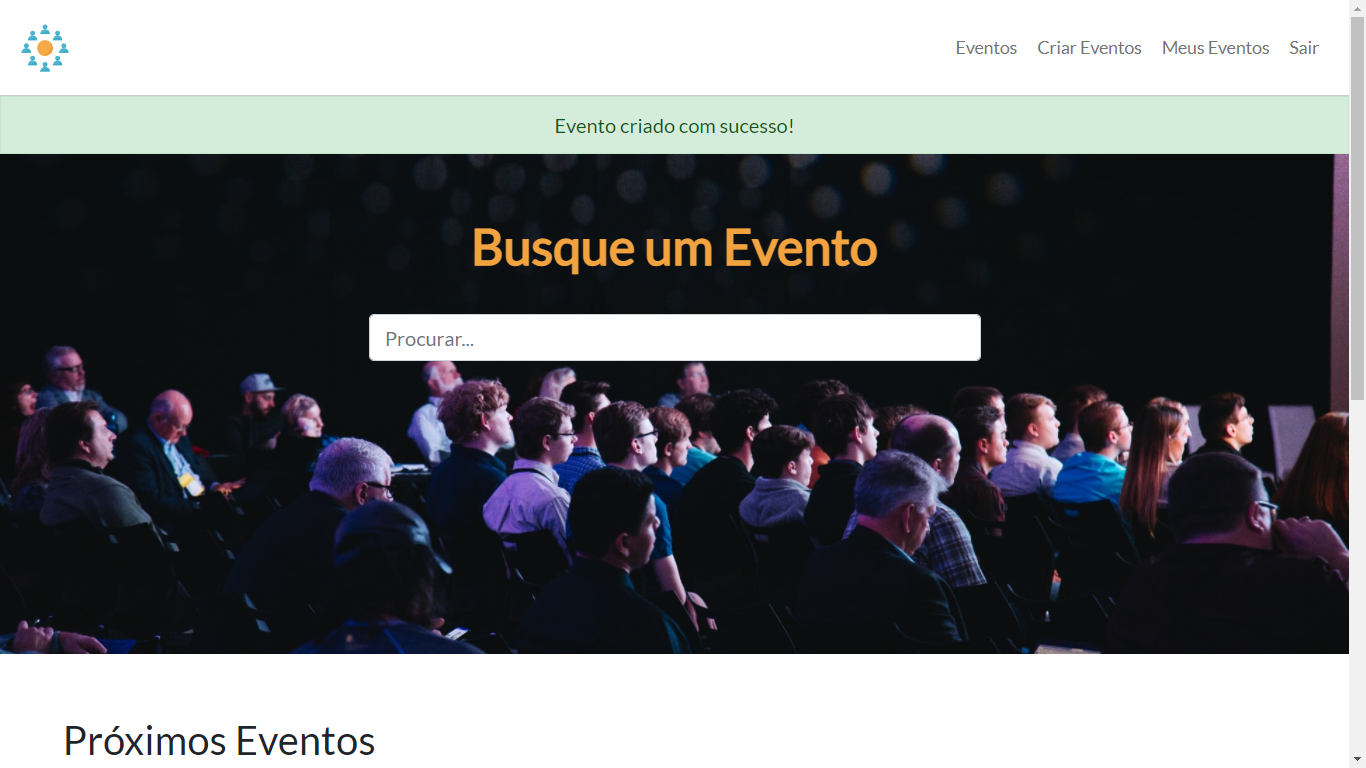 Eventos Criar Eventos Meus Eventos Sair
Evento criado com sucesso!
Busque um Evento
Procurar...
Próximos Eventos